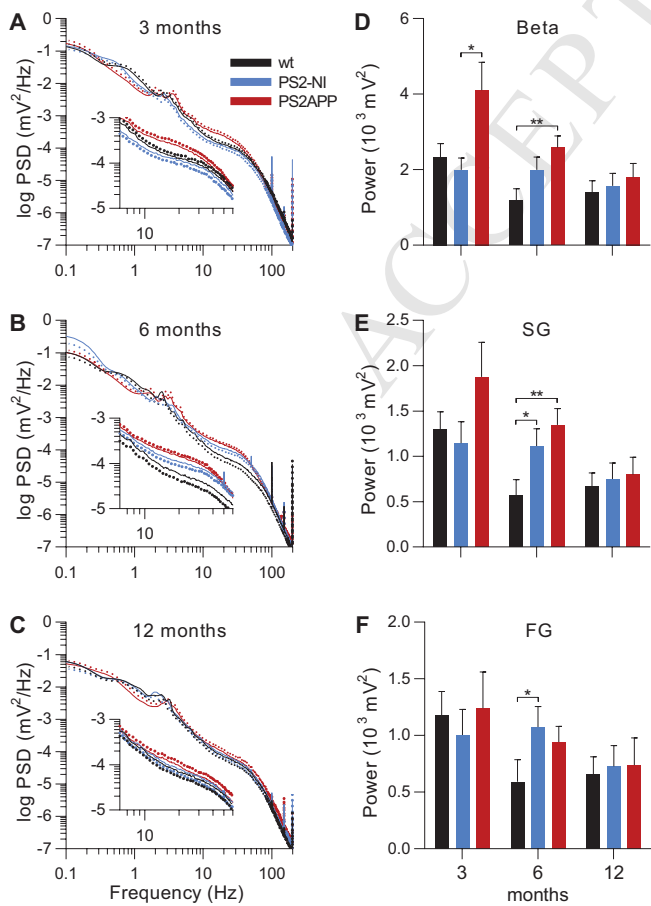 A
3 months
log PSD (mV²/Hz)
0
-1
-2
-3
-4
-5
-6
-7
wt
PS2-NI
PS2APP
-3
-4
-5
10
0.1
1
10
100
B
6 months
log PSD (mV²/Hz)
0
-1
-2
-3
-4
-5
-6
-7
-3
-4
-5
10
0.1
1
10
100
C
12 months
log PSD (mV²/Hz)
0
-1
-2
-3
-4
-5
-6
-7
-3
-4
-5
10
0.1
1
10
100
Frequency (Hz)
D
Beta
Power (10³ mV²)
6
4
2
0
*
**
E
SG
Power (10³ mV²)
2.5
2.0
1.5
1.0
0.5
0.0
**
*
F
FG
Power (10³ mV²)
2.0
1.5
1.0
0.5
0.0
*
3
6
12
months
ACCEPT